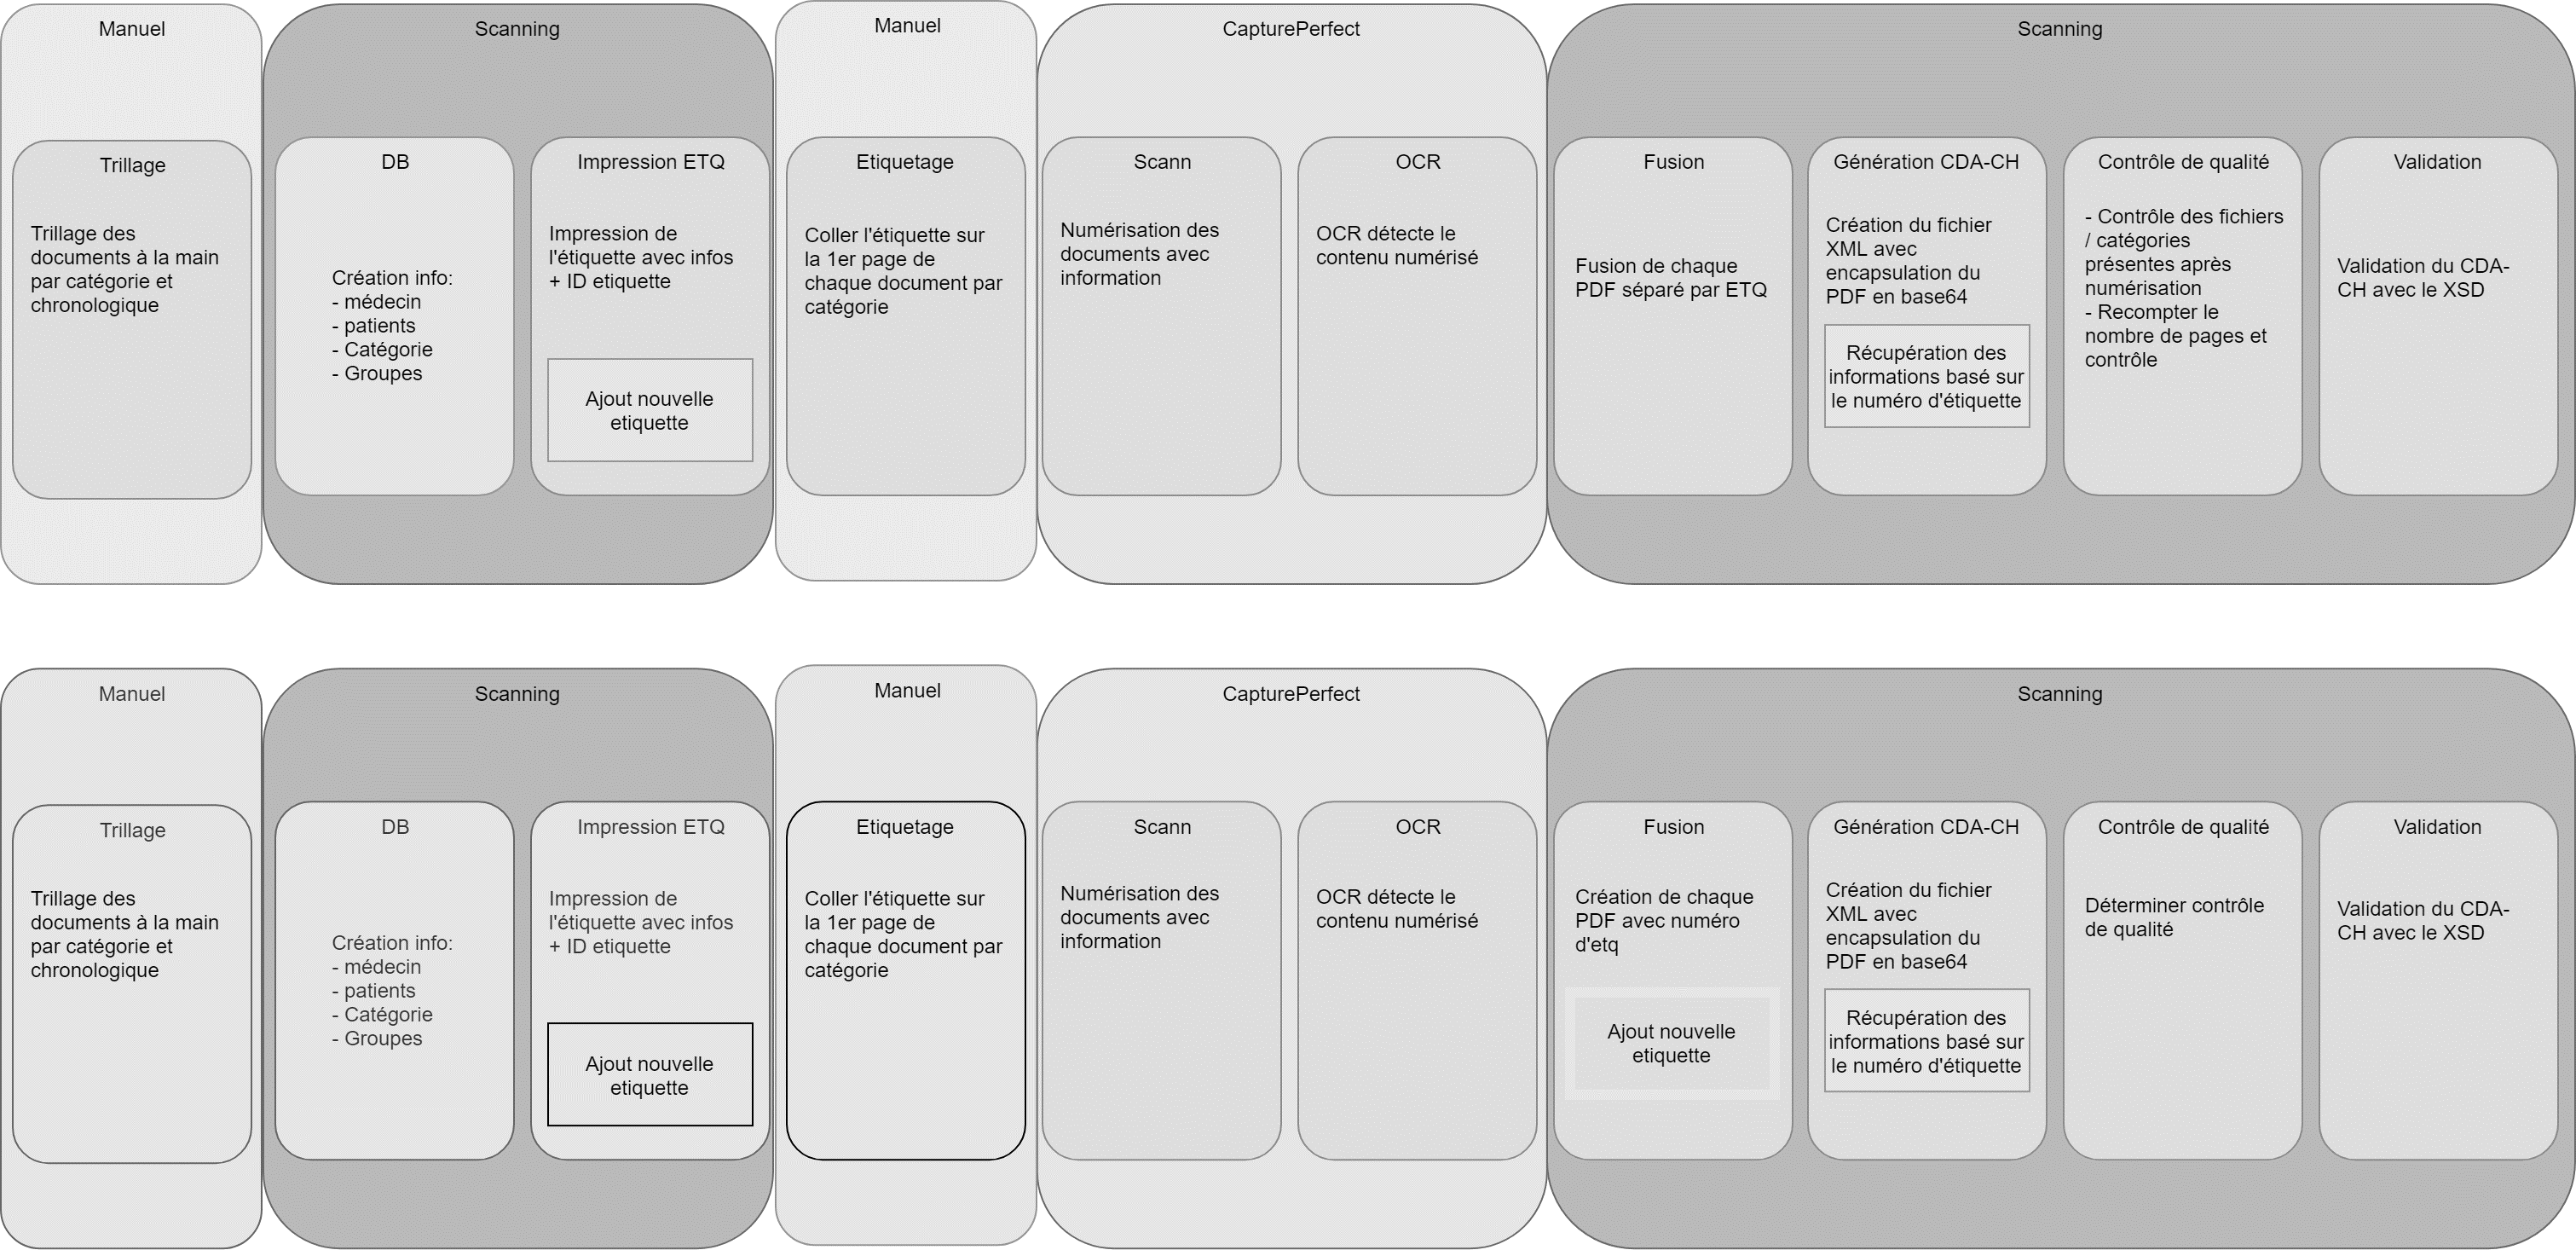 Manuel
Trillage
Trillage des
documents à la main
par catégorie et
chronologique
Scanning
DB
Création info:
- médecin
- patients
- Catégorie
- Groupes
Impression ETQ
Impression de
l'étiquette avec infos
+ ID etiquette
Ajout nouvelle
etiquette
Manuel
Etiquetage
Coller l'étiquette sur
la 1er page de
chaque document par
catégorie
CapturePerfect
Scann
Numérisation des
documents avec
information
OCR
OCR détecte le
contenu numérisé
Scanning
Fusion
Fusion de chaque
PDF séparé par ETQ
Génération CDA-CH
Création du fichier
XML avec
encapsulation du
PDF en base64
Récupération des
informations basé sur
le numéro d'étiquette
Contrôle de qualité
- Contrôle des fichiers
/ catégories
présentes après
numérisation
- Recompter le
nombre de pages et
contrôle
Validation
Validation du CDA-
CH avec le XSD
Manuel
Trillage
Trillage des
documents à la main
par catégorie et
chronologique
Scanning
DB
Création info:
- médecin
- patients
- Catégorie
- Groupes
Impression ETQ
Impression de
l'étiquette avec infos
+ ID etiquette
Ajout nouvelle
etiquette
Manuel
Etiquetage
Coller l'étiquette sur
la 1er page de
chaque document par
catégorie
CapturePerfect
Scann
Numérisation des
documents avec
information
OCR
OCR détecte le
contenu numérisé
Scanning
Fusion
Création de chaque
PDF avec numéro
d'etq
Ajout nouvelle
etiquette
Génération CDA-CH
Création du fichier
XML avec
encapsulation du
PDF en base64
Récupération des
informations basé sur
le numéro d'étiquette
Contrôle de qualité
Déterminer contrôle
de qualité
Validation
Validation du CDA-
CH avec le XSD